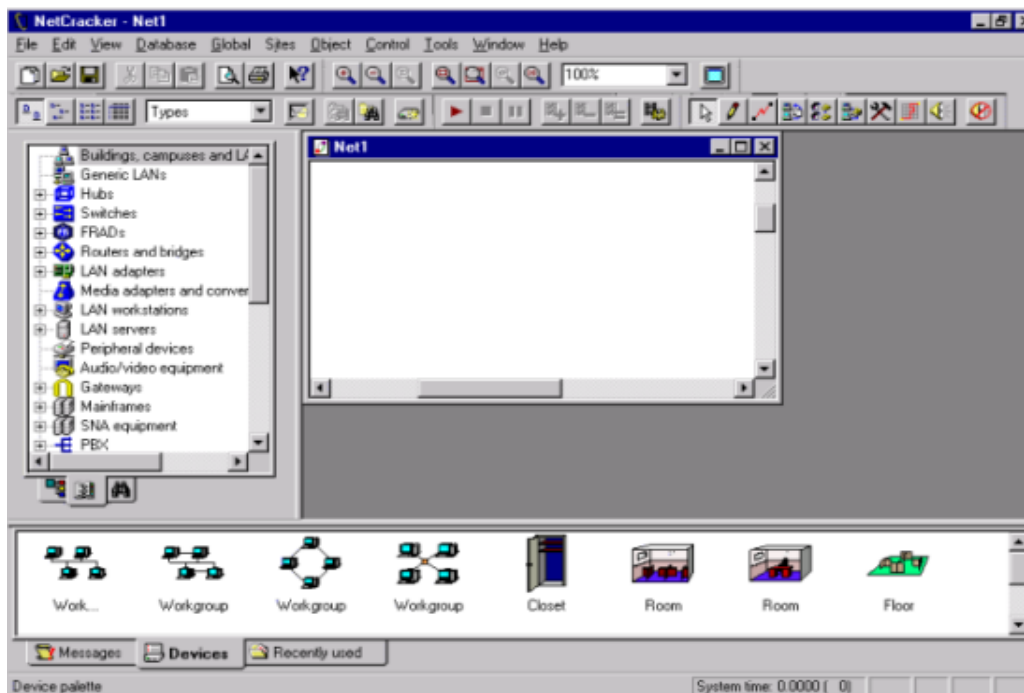 NetCracker - Net1
File Edit View Database Global Sites Object Control Tools Window Help
100%
Types
Buildings, campuses and LA
Generic LANs
Hubs
Switches
FRADs
Routers and bridges
LAN adapters
Media adapters and conver
LAN workstations
LAN servers
Peripheral devices
Audio/video equipment
Gateways
Mainframes
SNA equipment
PBX
Net1
Work...
Workgroup
Workgroup
Workgroup
Closet
Room
Room
Floor
Messages
Devices
Recently used
Device palette
System time: 0.0000 ( 0)